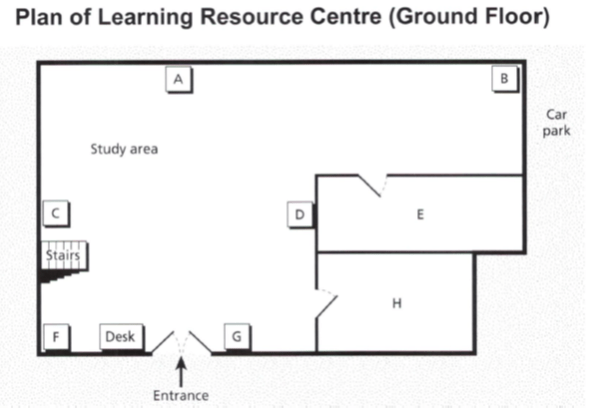 Plan of Learning Resource Centre (Ground Floor)
A
B
Car
park
Study area
C
D
E
Stairs
H
F
Desk
G
Entrance